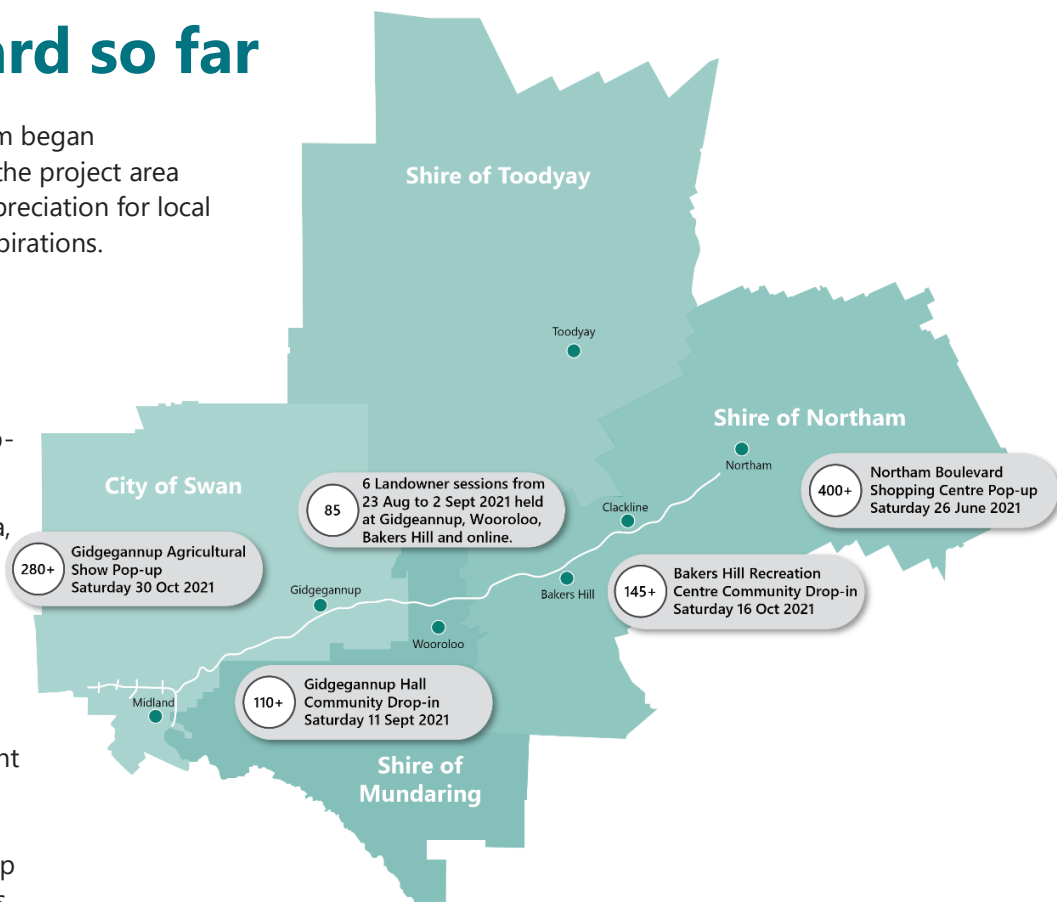 ard so far
m began
the project area
preciation for local
pirations.
o-
a,
nt
p
Shire of Toodyay
Toodyay
Shire of Northam
Northam
400+
Northam Boulevard
Shopping Centre Pop-up
Saturday 26 June 2021
City of Swan
85
6 Landowner sessions from
23 Aug to 2 Sept 2021 held
at Gidgeannup, Wooroloo,
Bakers Hill and online.
Clackline
280+
Gidgegannup Agricultural
Show Pop-up
Saturday 30 Oct 2021
Gidgegannup
Bakers Hill
145+
Bakers Hill Recreation
Centre Community Drop-in
Saturday 16 Oct 2021
Wooroloo
Midland
110+
Gidgegannup Hall
Community Drop-in
Saturday 11 Sept 2021
Shire of
Mundaring